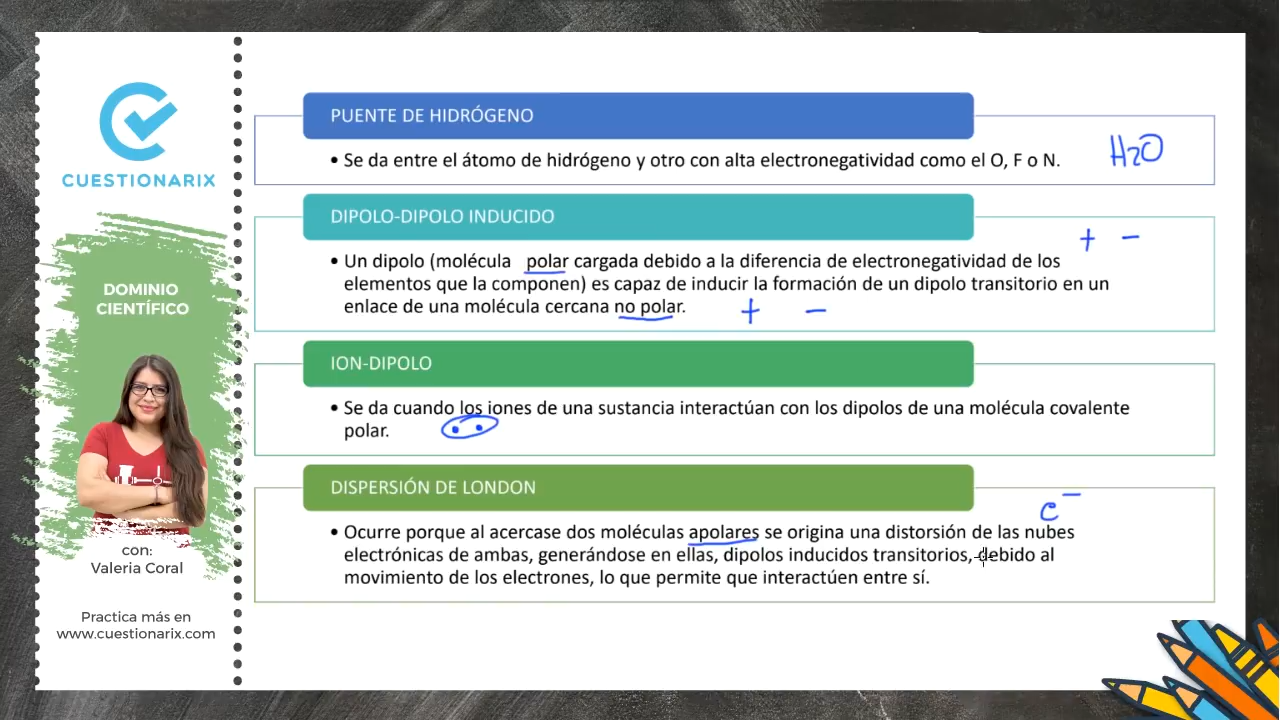 CUESTIONARIX
DOMINIO
CIENTÍFICO
con:
Valeria Coral
Practica más en
www.cuestionarix.com
PUENTE DE HIDRÓGENO
• Se da entre el átomo de hidrógeno y otro con alta electronegatividad como el O, F o N.
H2O
DIPOLO-DIPOLO INDUCIDO
+ −
• Un dipolo (molécula polar cargada debido a la diferencia de electronegatividad de los
elementos que la componen) es capaz de inducir la formación de un dipolo transitorio en un
enlace de una molécula cercana no polar.
+ −
ION-DIPOLO
• Se da cuando los iones de una sustancia interactúan con los dipolos de una molécula covalente
polar.
DISPERSIÓN DE LONDON
e−
• Ocurre porque al acercase dos moléculas apolares se origina una distorsión de las nubes
electrónicas de ambas, generándose en ellas, dipolos inducidos transitorios, debido al
movimiento de los electrones, lo que permite que interactúen entre sí.